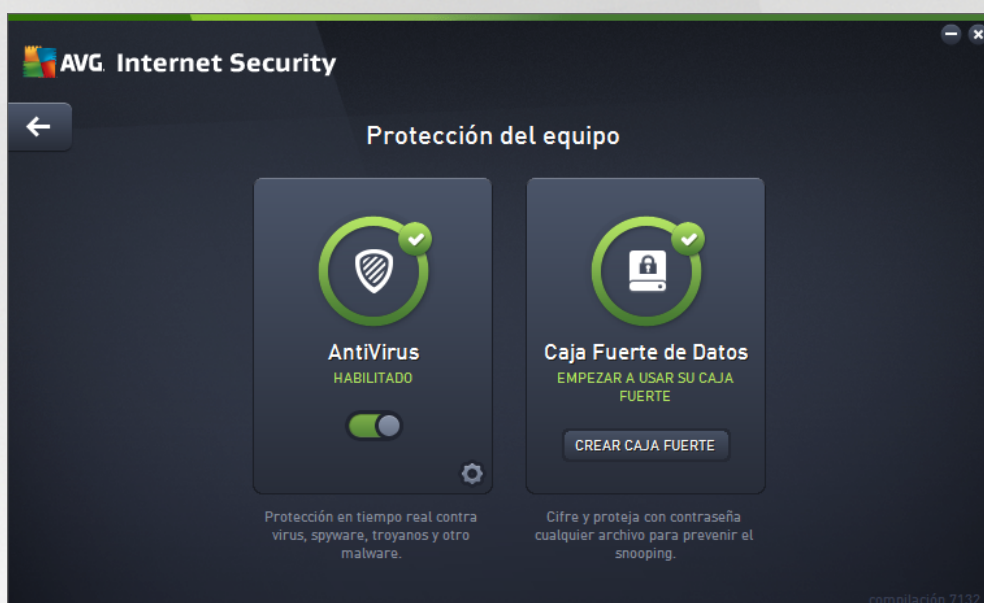 AVG. Internet Security
Protección del equipo
AntiVirus
HABILITADO
Protección en tiempo real contra
virus, spyware, troyanos y otro
malware.
Caja Fuerte de Datos
EMPEZAR A USAR SU CAJA
FUERTE
CREAR CAJA FUERTE
Cifre y proteja con contraseña
cualquier archivo para prevenir el
snooping.
compilación 7132